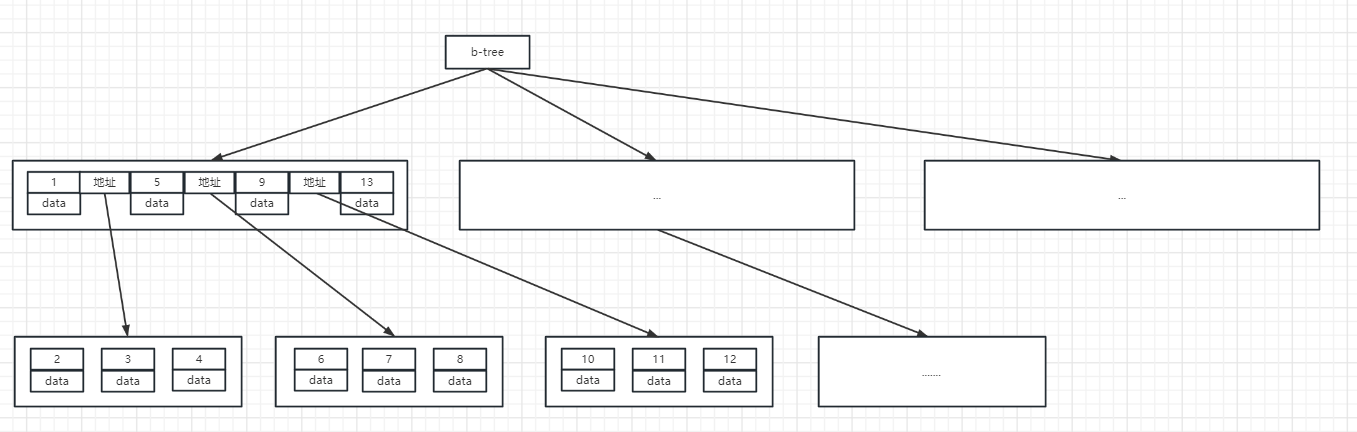 b-tree
1 地址 5 地址 9 地址 13
data data data data
...
...
2 3 4
data data data
6 7 8
data data data
10 11 12
data data data
.......